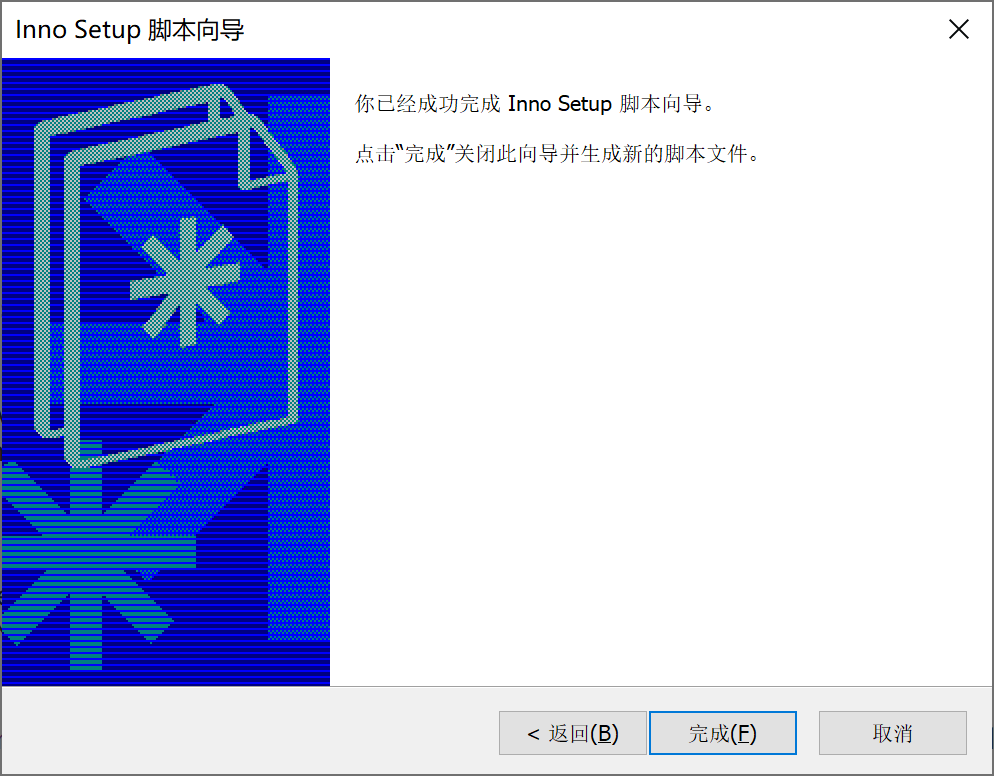 Inno Setup 脚本向导
你已经成功完成 Inno Setup 脚本向导。
点击“完成”关闭此向导并生成新的脚本文件。
< 返回(B)
完成(F)
取消